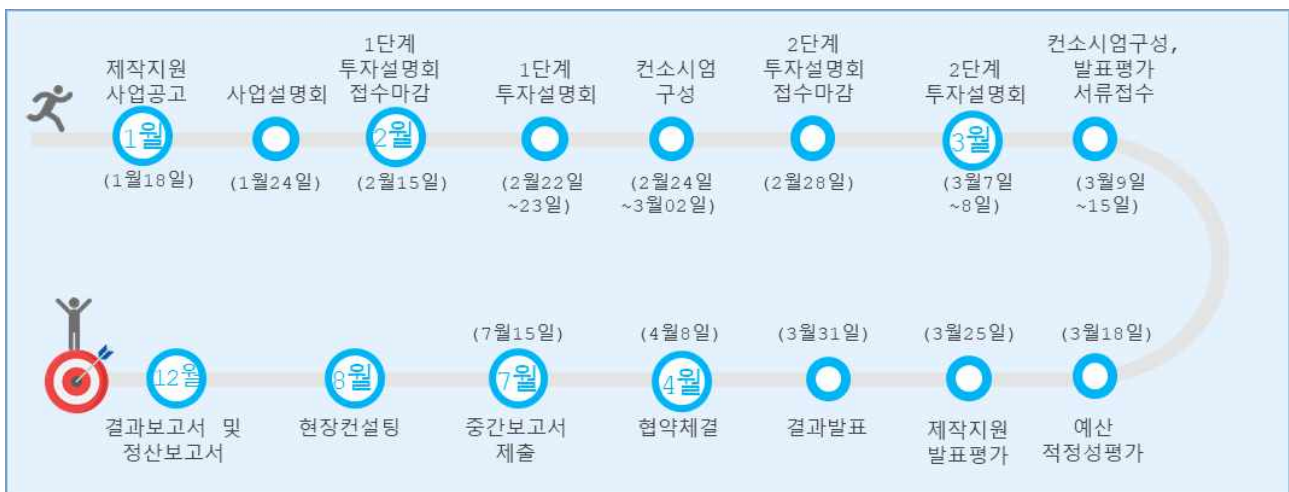 제작지원
사업공고
1월
(1월18일)
사업설명회
(1월24일)
1단계
투자설명회
접수마감
2월
(2월15일)
1단계
투자설명회
(2월22일
~23일)
컨소시엄
구성
(2월24일
~3월02일)
2단계
투자설명회
접수마감
(2월28일)
2단계
투자설명회
3월
(3월7일
~8일)
컨소시엄구성,
발표평가
서류접수
(3월9일
~15일)
(3월18일)
예산
적정성평가
(3월25일)
제작지원
발표평가
(3월31일)
결과발표
(4월8일)
4월
협약체결
(7월15일)
7월
중간보고서
제출
8월
현장컨설팅
12월
결과보고서 및
정산보고서